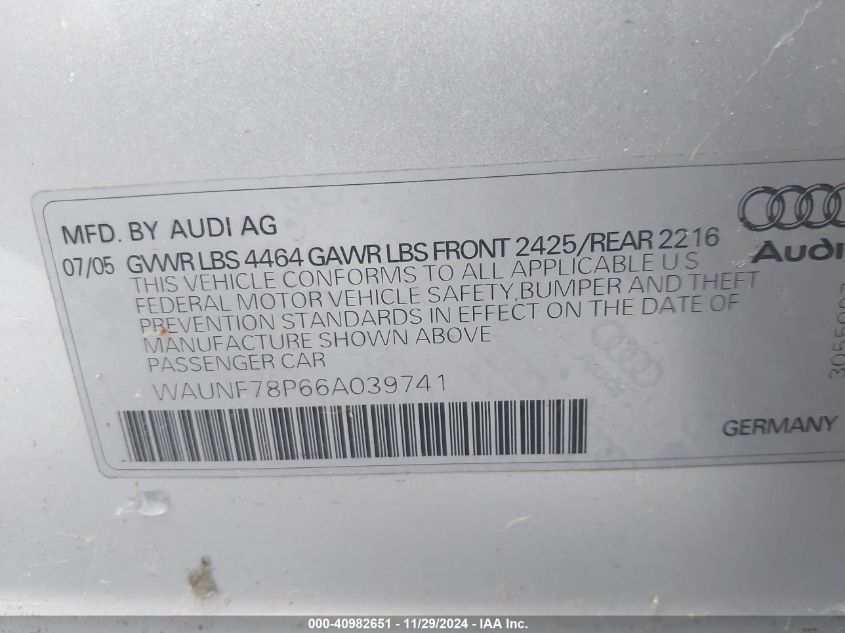 MFD. BY AUDI AG
07/05 GVWR LBS 4464 GAWR LBS FRONT 2425/REAR 2216
THIS VEHICLE CONFORMS TO ALL APPLICABLE U S
FEDERAL MOTOR VEHICLE SAFETY,BUMPER AND THEFT
PREVENTION STANDARDS IN EFFECT ON THE DATE OF
MANUFACTURE SHOWN ABOVE
PASSENGER CAR
WAUNF78P66A039741
Audi
GERMANY
000-40982651 - 11/29/2024 - IAA Inc.